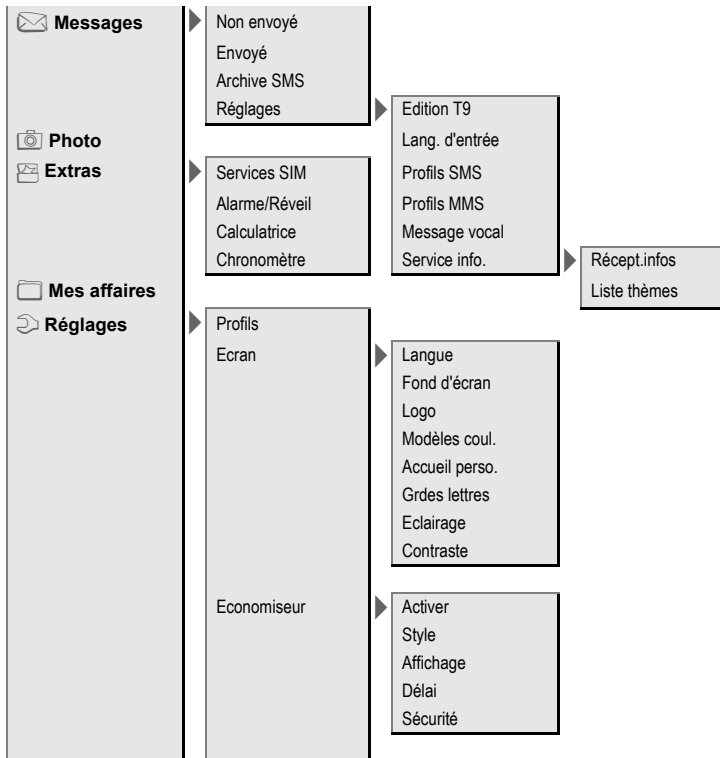 Messages
Non envoyé
Envoyé
Archive SMS
Réglages
Edition T9
Lang. d'entrée
Profils SMS
Profils MMS
Message vocal
Service info.
Récept.infos
Liste thèmes
Photo
Extras
Services SIM
Alarme/Réveil
Calculatrice
Chronomètre
Mes affaires
Réglages
Profils
Ecran
Langue
Fond d'écran
Logo
Modèles coul.
Accueil perso.
Grdes lettres
Eclairage
Contraste
Economiseur
Activer
Style
Affichage
Délai
Sécurité